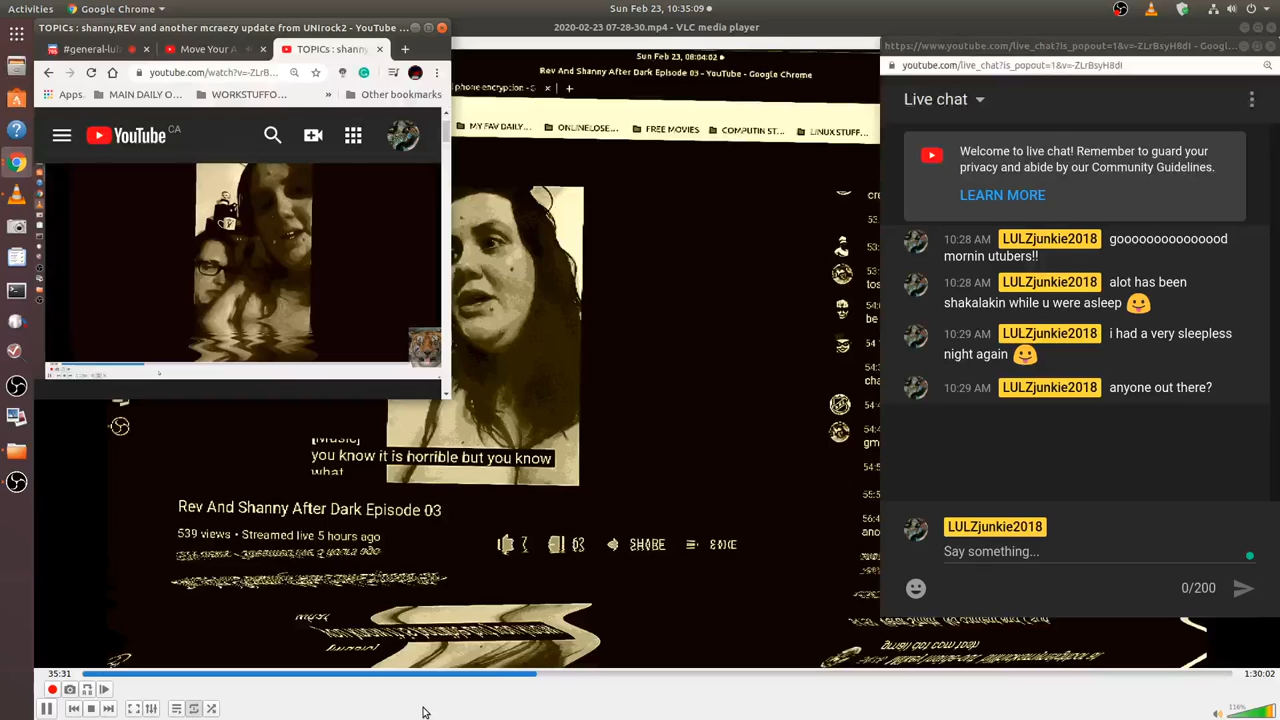 Activities
Google Chrome
Sun Feb 23, 10:35:09
TOPICs : shanny,REV and another mcraezy update from UNIrock2 - YouTube ...
2020-02-23 07-28-30.mp4 - VLC media player
https://www.youtube.com/live_chat?is_popout=1&v=-ZLrBsyH8dI - Googl...
#general-lul
Move Your A
TOPICs : shanny
youtube.com/watch?v=-ZLrB...
youtube.com/live_chat?is_popout=1&v=-ZLrBsyH8dI
Apps
MAIN DAILY O...
WORKSTUFFO...
Other bookmarks
YouTube CA
Sun Feb 23, 08:04:02
Rev And Shanny After Dark Episode 03 - YouTube - Google Chrome
phone encryption - G
MY FAV DAILY...
ONLINELOSE...
FREE MOVIES
COMPUTIN ST...
LINUX STUFF...
Live chat
Welcome to live chat! Remember to guard your
privacy and abide by our Community Guidelines.
LEARN MORE
10:28 AM LULZjunkie2018 gooooooooooooood
mornin utubers!!
10:28 AM LULZjunkie2018 alot has been
shakalakin while u were asleep
10:29 AM LULZjunkie2018 i had a very sleepless
night again
10:29 AM LULZjunkie2018 anyone out there?
LULZjunkie2018
Say something...
0/200
[Music]
you know it is horrible but you know
what
Rev And Shanny After Dark Episode 03
539 views • Streamed live 5 hours ago
SHARE
35:31
1:30:02
116%